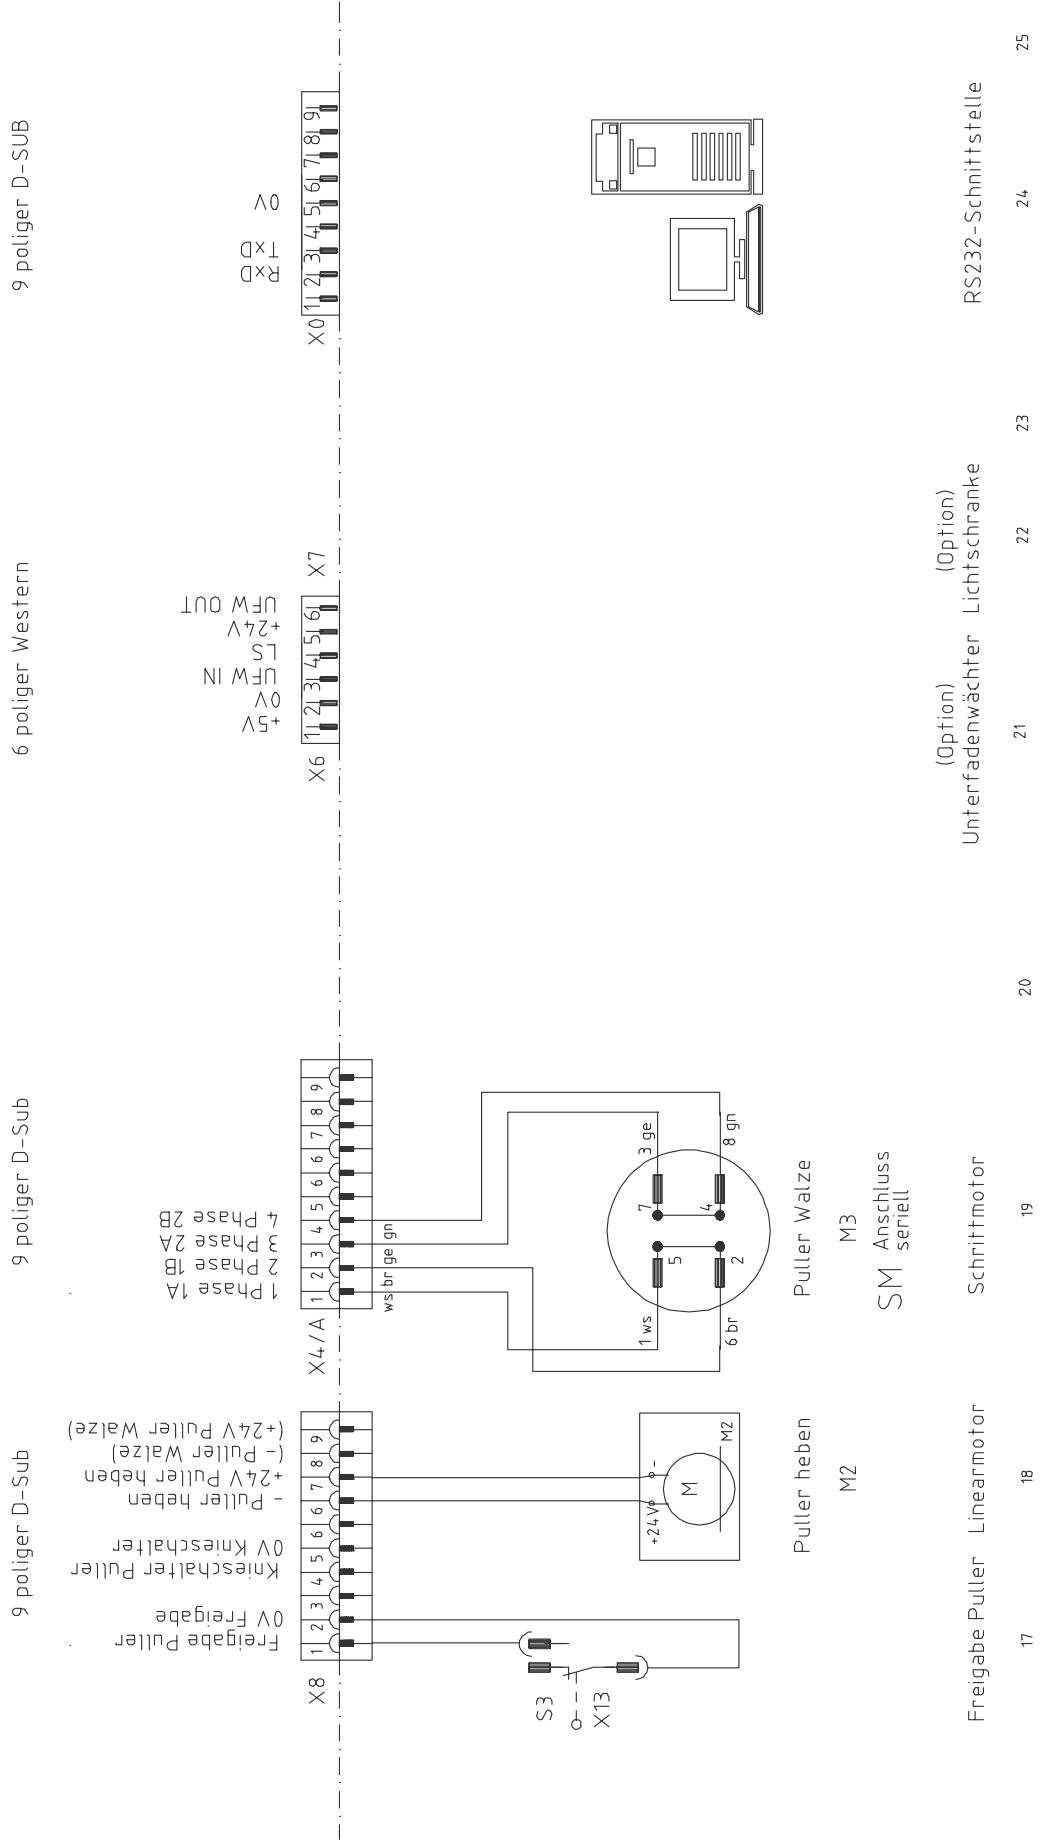 9 poliger D-Sub
9 poliger D-Sub
6 poliger Western
9 poliger D-SUB
Freigabe Puller
0V Freigabe
Knieschalter Puller
0V Knieschalter
- Puller heben
+24V Puller heben
(- Puller Walze)
(+24V Puller Walze)
X8
1 2 3 4 5 6 6 7 8 9
1 Phase 1A
2 Phase 1B
3 Phase 2A
4 Phase 2B
X4/A
1 2 3 4 5 6 6 7 8 9
ws br ge gn
+5V
0V
UFW IN
LS
+24V
UFW OUT
X6
1 2 3 4 5 6
X7
RxD
TxD
0V
X0
1 2 3 4 5 6 7 8 9
S3
X13
+24V
-
M
M2
1 ws
3 ge
5
7
2
4
6 br
8 gn
Puller heben
M2
Puller Walze
M3
SM Anschluss
seriell
(Option)
(Option)
Freigabe Puller
Linearmotor
Schrittmotor
Unterfadenwächter
Lichtschranke
RS232-Schnittstelle
17 18 19 20 21 22 23 24 25